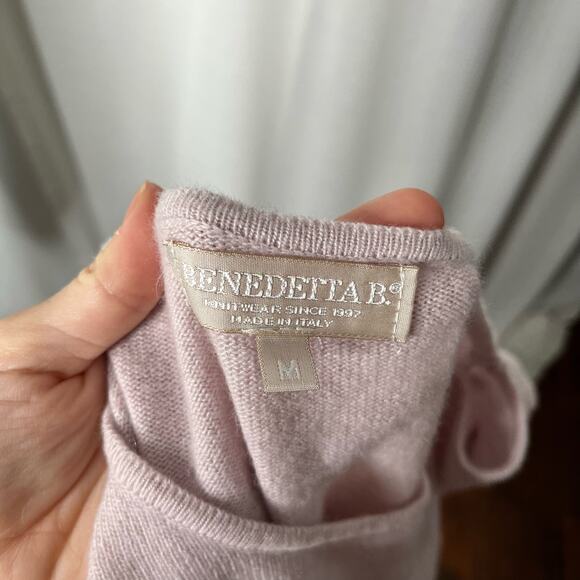 BENEDETTA B.®
KNITWEAR SINCE 1997
MADE IN ITALY
M